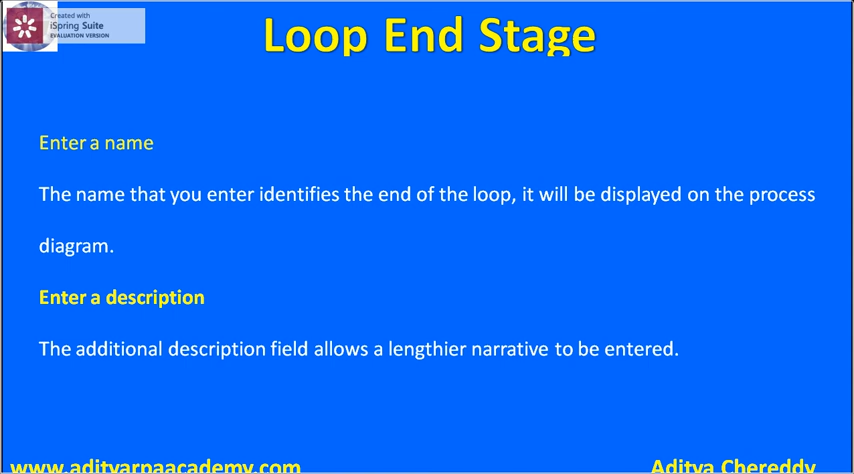 Created with
iSpring Suite
EVALUATION VERSION
Loop End Stage
Enter a name
The name that you enter identifies the end of the loop, it will be displayed on the process
diagram.
Enter a description
The additional description field allows a lengthier narrative to be entered.
www.adityarpaacademy.com
Aditya Chereddy